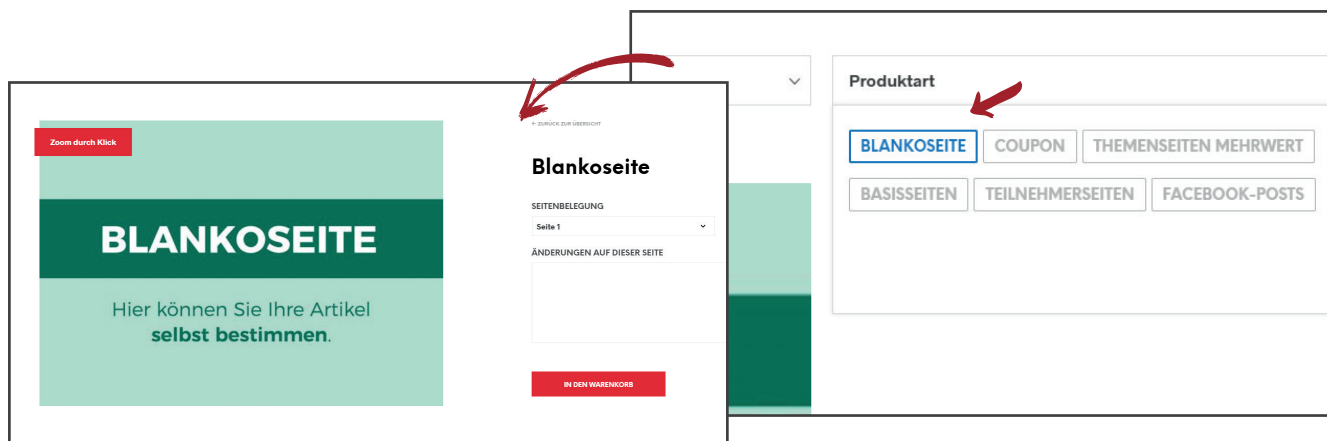 Zoom durch Klick
BLANKOSEITE
Hier können Sie Ihre Artikel
selbst bestimmen.
← ZURÜCK ZUR ÜBERSICHT
Blankoseite
SEITENBELEGUNG
Seite 1
ÄNDERUNGEN AUF DIESER SEITE
IN DEN WARENKORB
Produktart
BLANKOSEITE COUPON THEMENSEITEN MEHRWERT
BASISSEITEN TEILNEHMERSEITEN FACEBOOK-POSTS